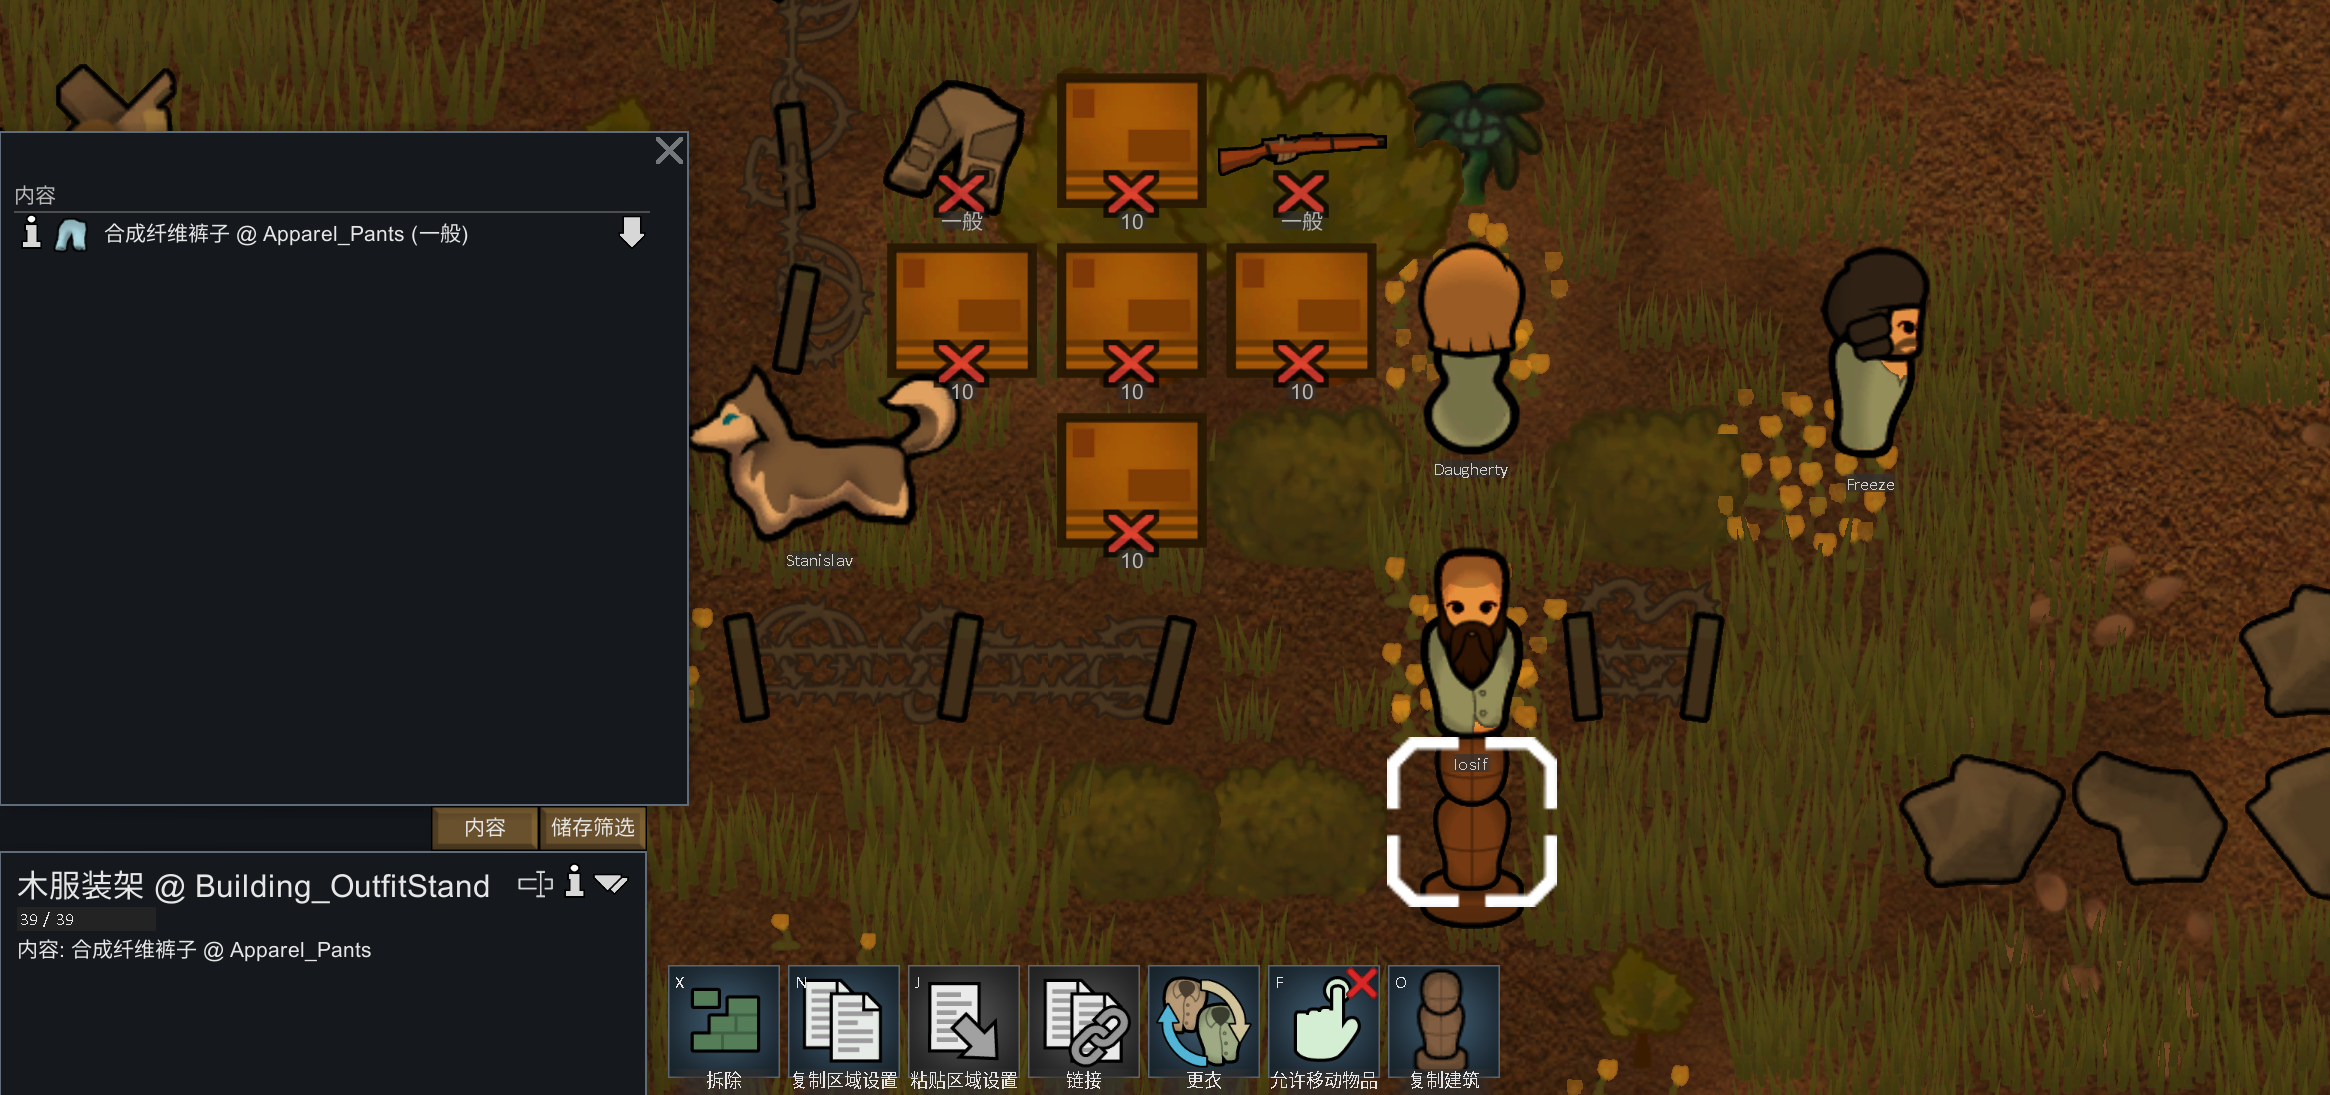 内容
合成纤维裤子 @ Apparel_Pants (一般)
一般
10
一般
10
10
10
10
Stanislav
Daugherty
Freeze
Iosif
内容
储存筛选
木服装架 @ Building_OutfitStand
39 / 39
内容: 合成纤维裤子 @ Apparel_Pants
X
拆除
N
复制区域设置
J
粘贴区域设置
链接
更衣
F
允许移动物品
O
复制建筑